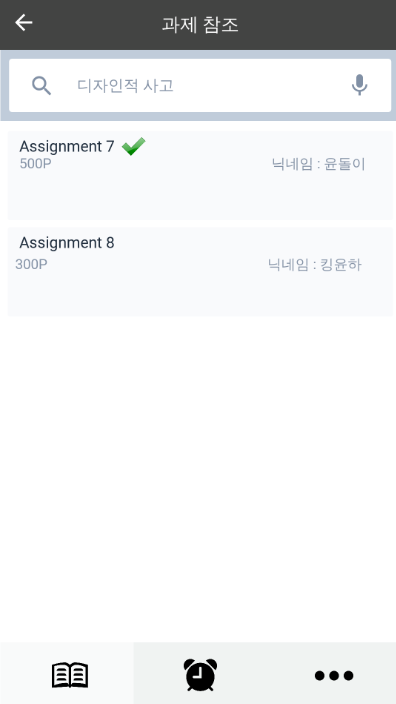 과제 참조
디자인적 사고
Assignment 7
500P 닉네임 : 윤돌이
Assignment 8
300P 닉네임 : 킹윤하